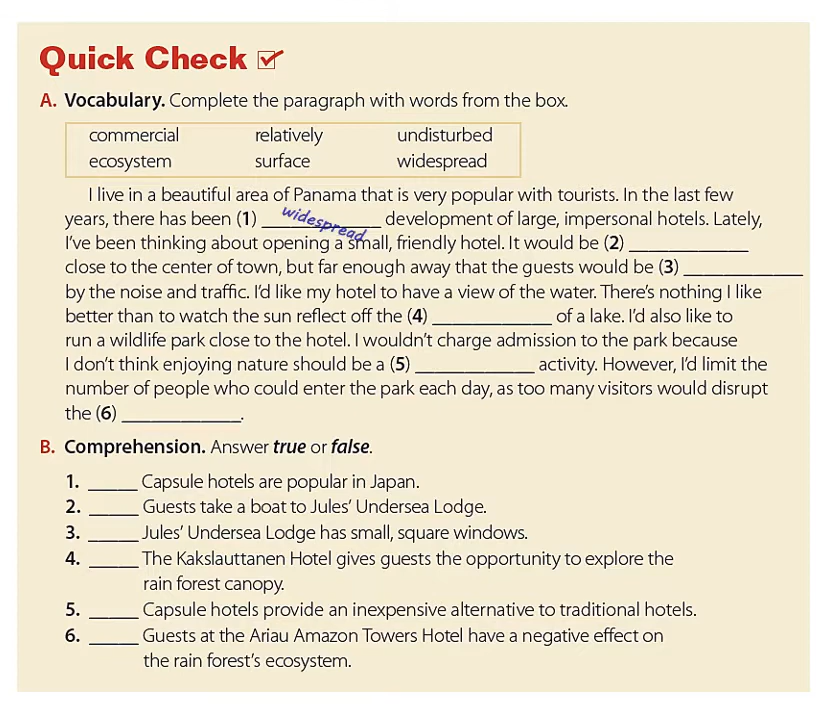 Quick Check
A. Vocabulary. Complete the paragraph with words from the box.
commercial relatively undisturbed
ecosystem surface widespread
I live in a beautiful area of Panama that is very popular with tourists. In the last few
years, there has been (1) widespread development of large, impersonal hotels. Lately,
I've been thinking about opening a small, friendly hotel. It would be (2) ____________
close to the center of town, but far enough away that the guests would be (3) ____________
by the noise and traffic. I'd like my hotel to have a view of the water. There's nothing I like
better than to watch the sun reflect off the (4) ____________ of a lake. I'd also like to
run a wildlife park close to the hotel. I wouldn't charge admission to the park because
I don't think enjoying nature should be a (5) ____________ activity. However, I'd limit the
number of people who could enter the park each day, as too many visitors would disrupt
the (6) ____________.
B. Comprehension. Answer true or false.
1. _____ Capsule hotels are popular in Japan.
2. _____ Guests take a boat to Jules' Undersea Lodge.
3. _____ Jules' Undersea Lodge has small, square windows.
4. _____ The Kakslauttanen Hotel gives guests the opportunity to explore the
rain forest canopy.
5. _____ Capsule hotels provide an inexpensive alternative to traditional hotels.
6. _____ Guests at the Ariau Amazon Towers Hotel have a negative effect on
the rain forest's ecosystem.